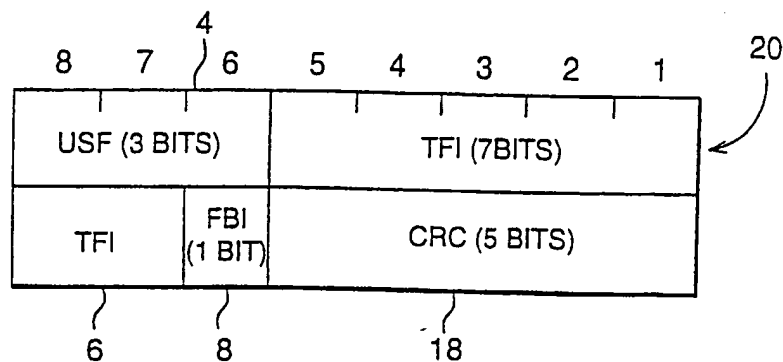 4
8 7 6 5 4 3 2 1 20
USF (3 BITS) TFI (7BITS)
TFI FBI (1 BIT) CRC (5 BITS)
6 8 18